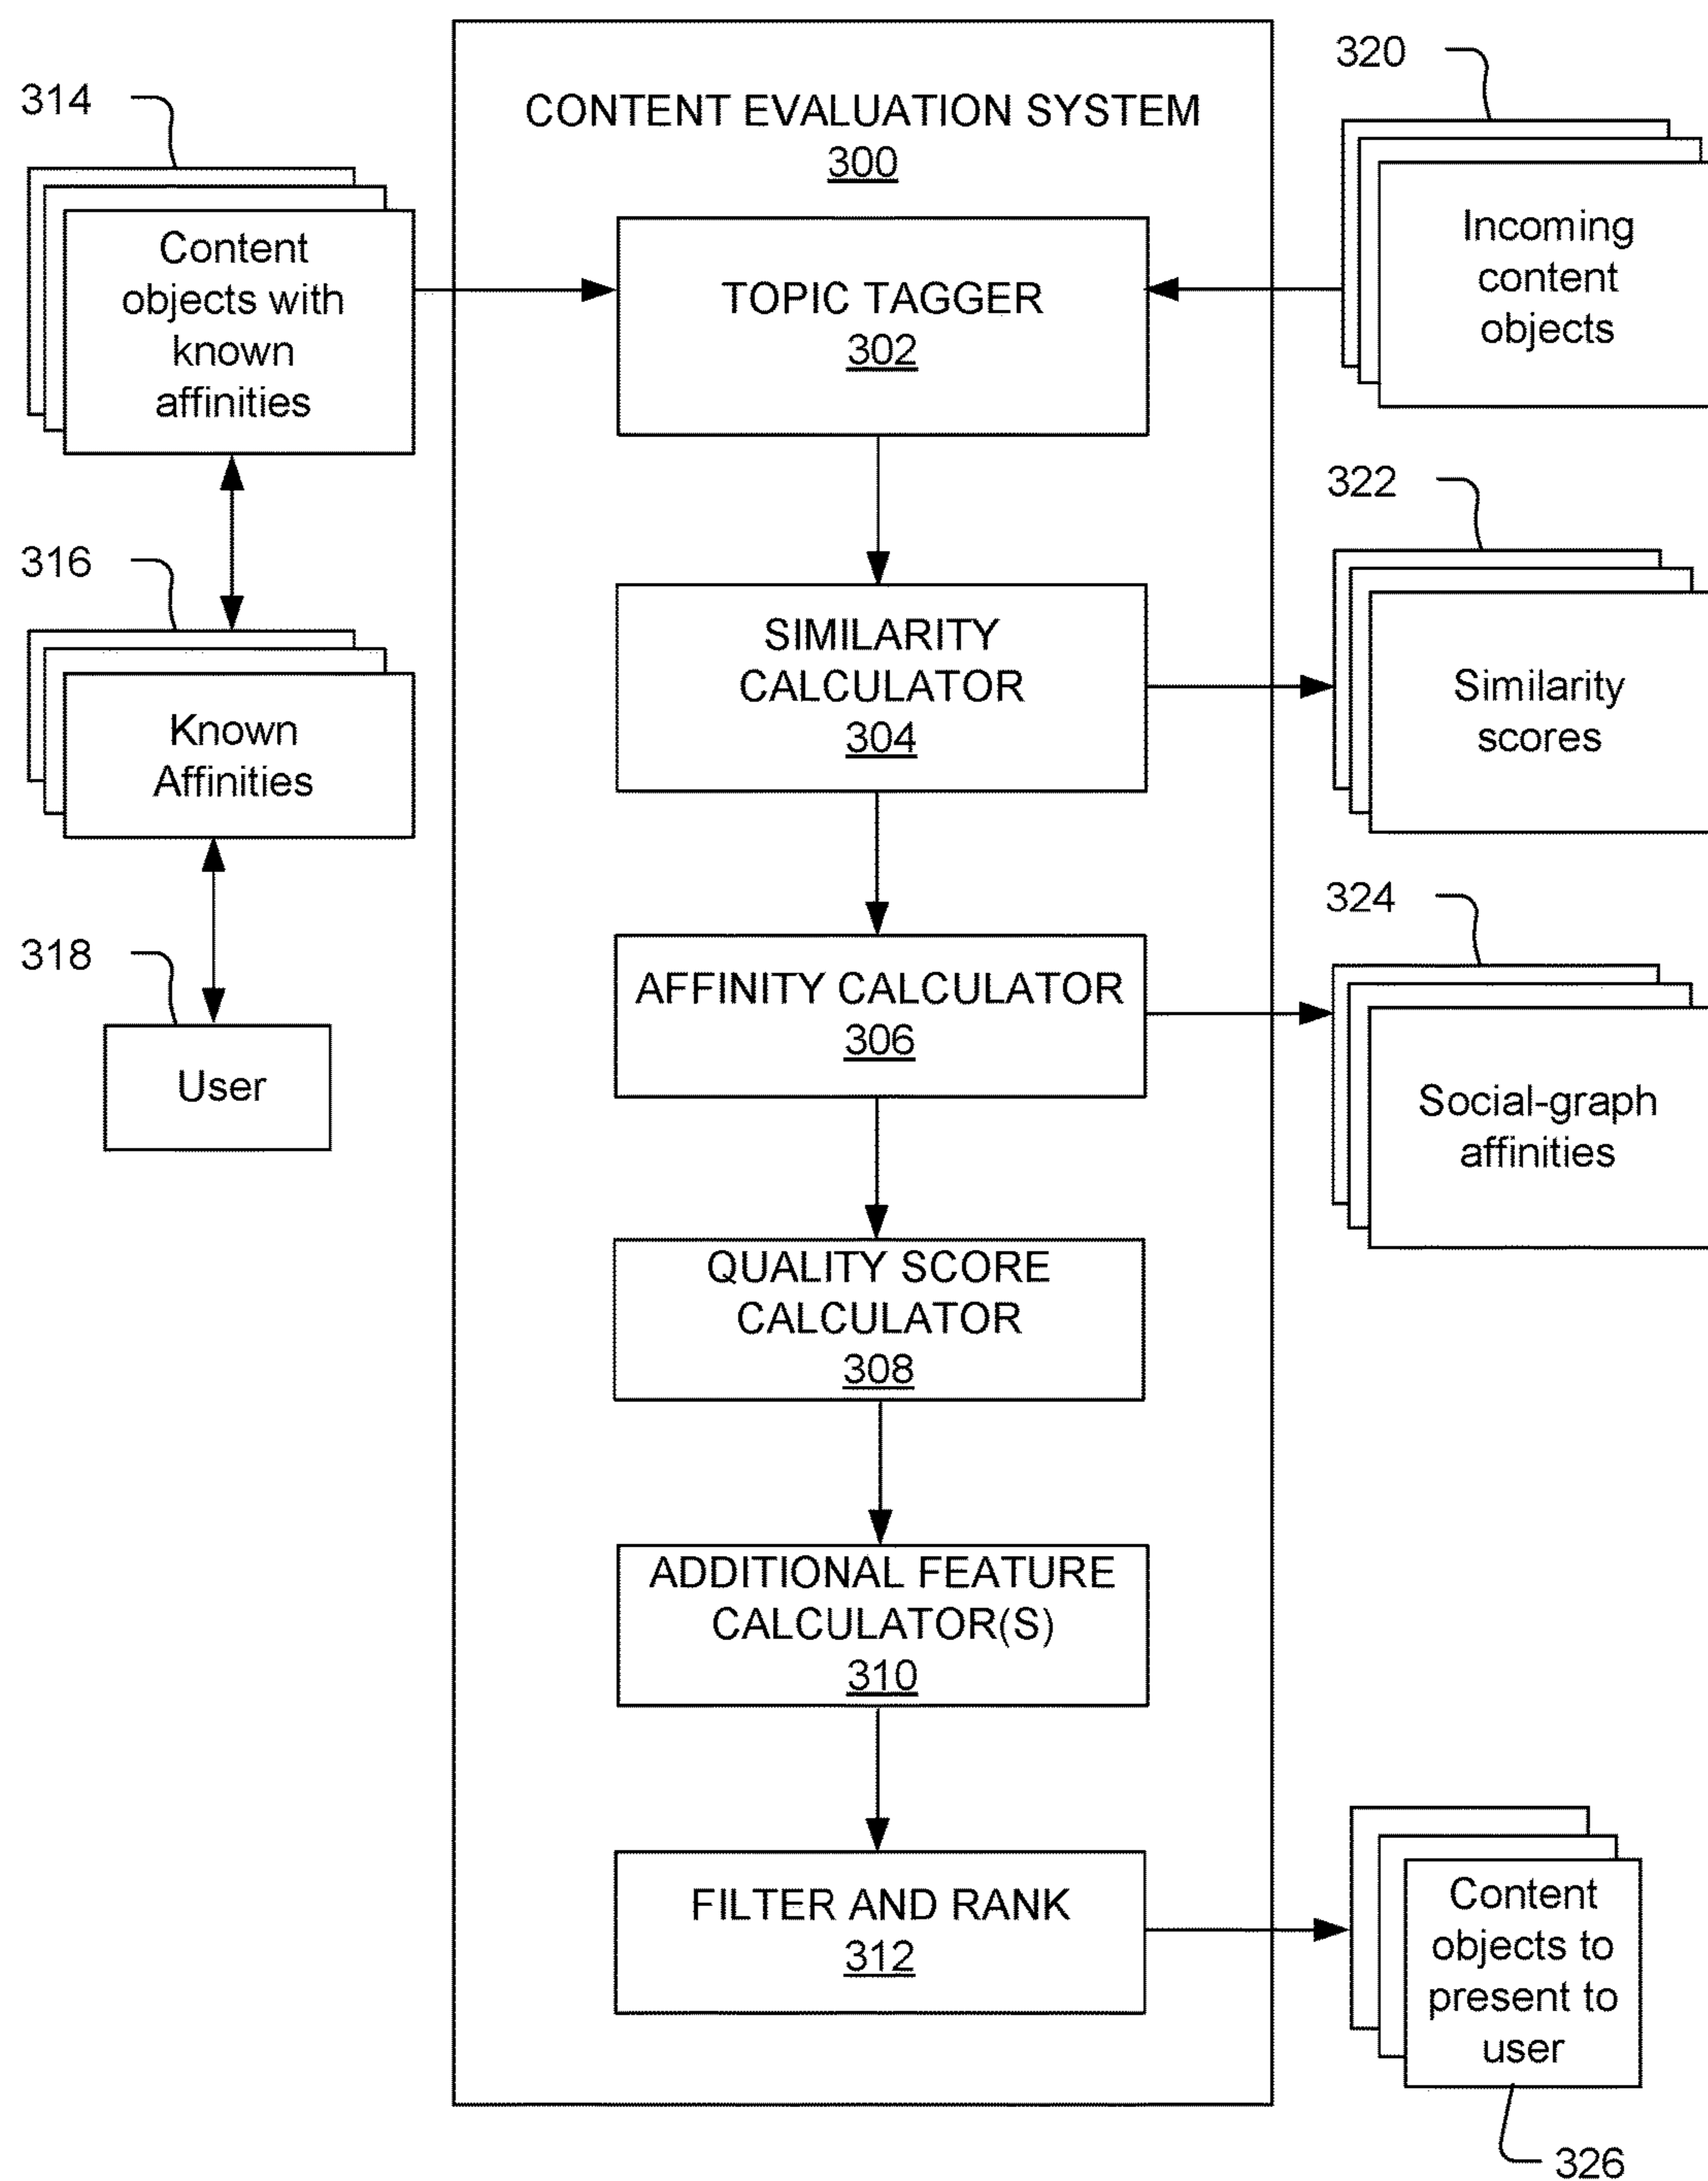 CONTENT EVALUATION SYSTEM
300
314
Content
objects with
known
affinities
316
Known
Affinities
318
User
TOPIC TAGGER
302
SIMILARITY
CALCULATOR
304
AFFINITY CALCULATOR
306
QUALITY SCORE
CALCULATOR
308
ADDITIONAL FEATURE
CALCULATOR(S)
310
FILTER AND RANK
312
320
Incoming
content
objects
322
Similarity
scores
324
Social-graph
affinities
Content
objects to
present to
user
326